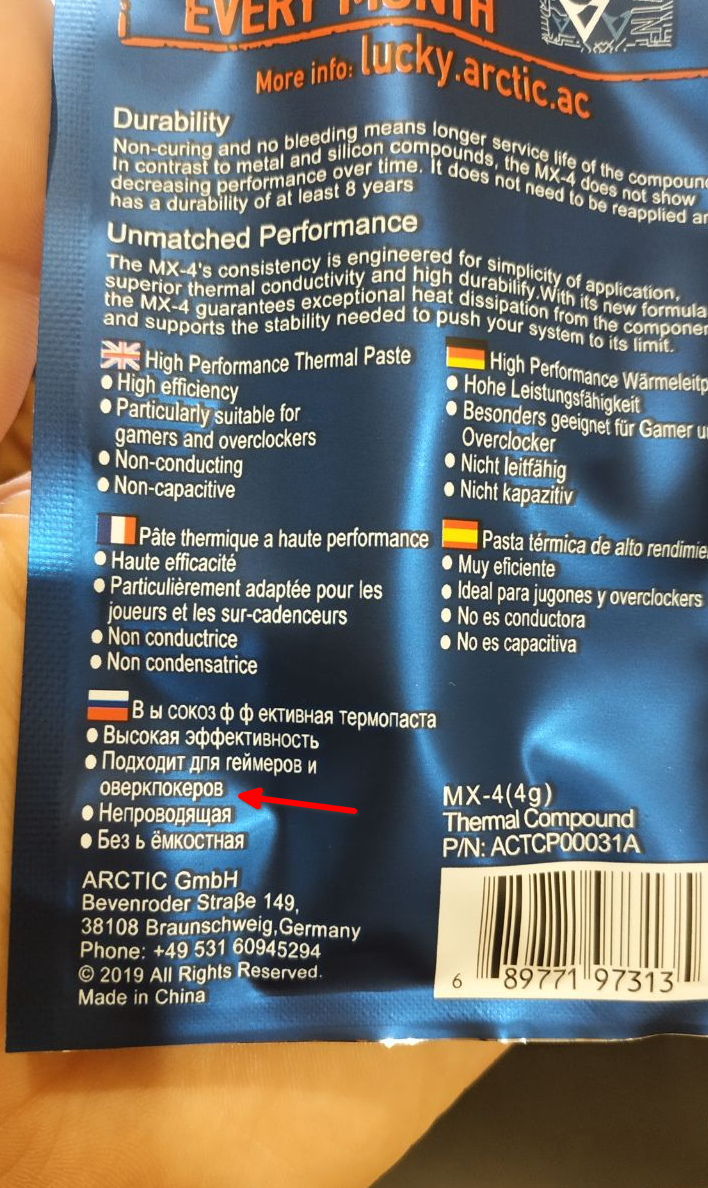 EVERY MONTH
More info: lucky.arctic.ac
Durability
Non-curing and no bleeding means longer service life of the compoun
In contrast to metal and silicon compounds, the MX-4 does not show
decreasing performance over time. It does not need to be reapplied an
has a durability of at least 8 years
Unmatched Performance
The MX-4's consistency is engineered for simplicity of application,
superior thermal conductivity and high durability.With its new formula
the MX-4 guarantees exceptional heat dissipation from the componen
and supports the stability needed to push your system to its limit.
High Performance Thermal Paste
● High efficiency
● Particularly suitable for
gamers and overclockers
● Non-conducting
● Non-capacitive
High Performance Wärmeleitp
● Hohe Leistungsfähigkeit
● Besonders geeignet für Gamer u
Overclocker
● Nicht leitfähig
● Nicht kapazitiv
Pâte thermique a haute performance
● Haute efficacité
● Particulièrement adaptée pour les
joueurs et les sur-cadenceurs
● Non conductrice
● Non condensatrice
Pasta térmica de alto rendimie
● Muy eficiente
● Ideal para jugones y overclockers
● No es conductora
● No es capacitiva
В ы сокоэ ф ф ективная термопаста
● Высокая эффективность
● Подходит дпя геймеров и
оверкпокеров
● Непроводящая
● Без ь ёмкостная
MX-4(4g)
Thermal Compound
P/N: ACTCP00031A
ARCTIC GmbH
Bevenroder Straße 149,
38108 Braunschweig,Germany
Phone: +49 531 60945294
© 2019 All Rights Reserved.
Made in China
6 89771 97313